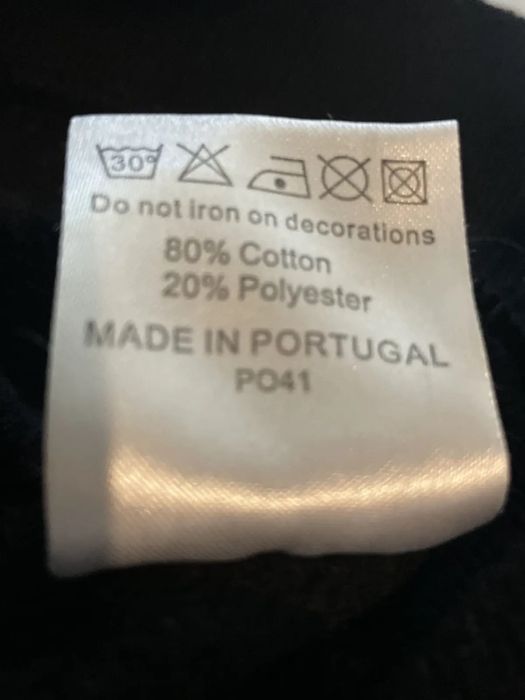 30°
Do not iron on decorations
80% Cotton
20% Polyester
MADE IN PORTUGAL
PO41